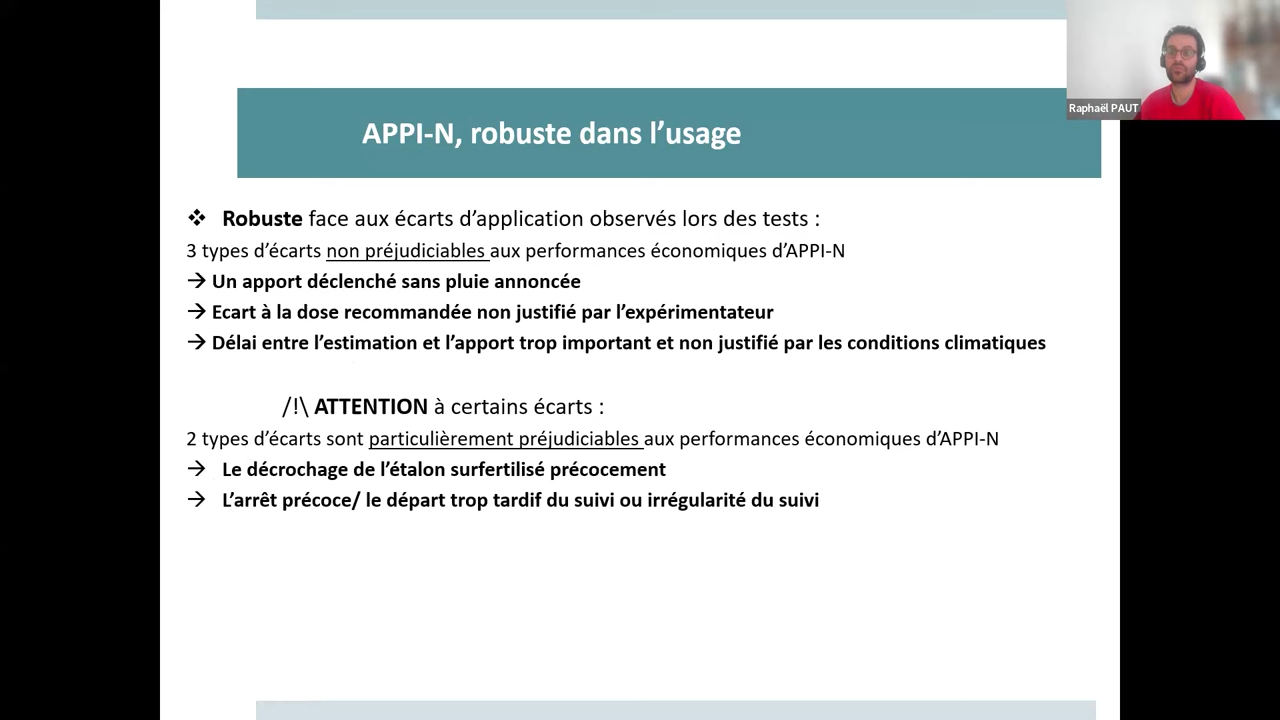 Raphaël PAUT
APPI-N, robuste dans l’usage
❖ Robuste face aux écarts d’application observés lors des tests :
3 types d’écarts non préjudiciables aux performances économiques d’APPI-N
→ Un apport déclenché sans pluie annoncée
→ Ecart à la dose recommandée non justifié par l’expérimentateur
→ Délai entre l’estimation et l’apport trop important et non justifié par les conditions climatiques
/!\ ATTENTION à certains écarts :
2 types d’écarts sont particulièrement préjudiciables aux performances économiques d’APPI-N
→ Le décrochage de l’étalon surfertilisé précocement
→ L’arrêt précoce/ le départ trop tardif du suivi ou irrégularité du suivi